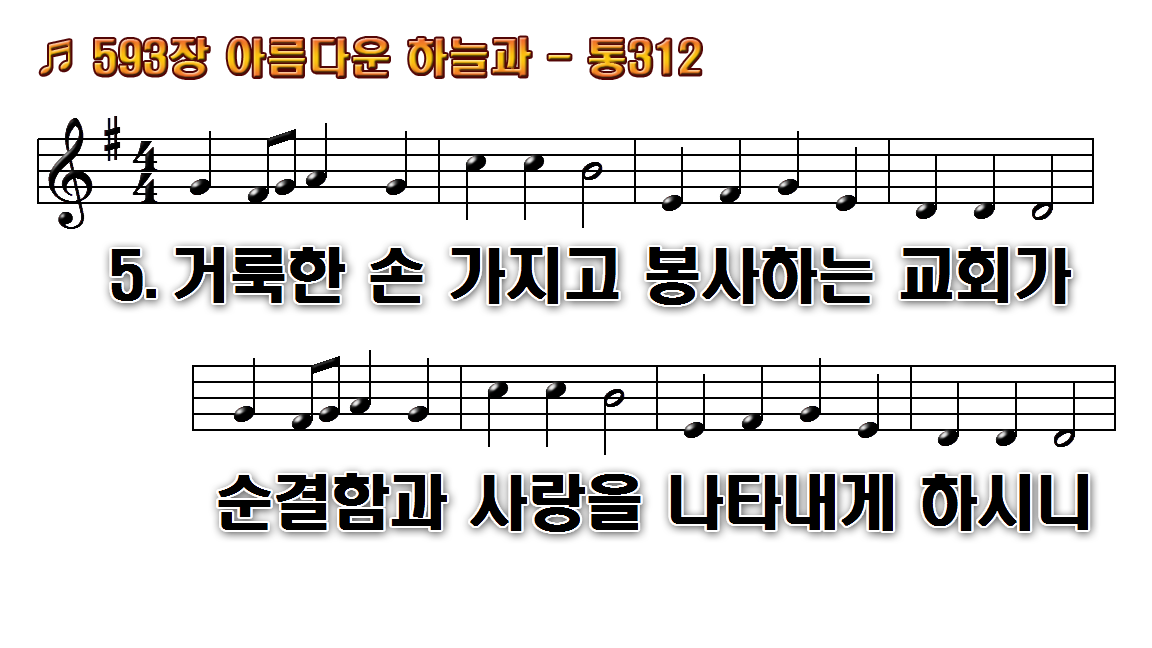 ♬ 593장 아름다운 하늘과 - 통312
5. 거룩한 손 가지고 봉사하는 교회가
순결함과 사랑을 나타내게 하시니